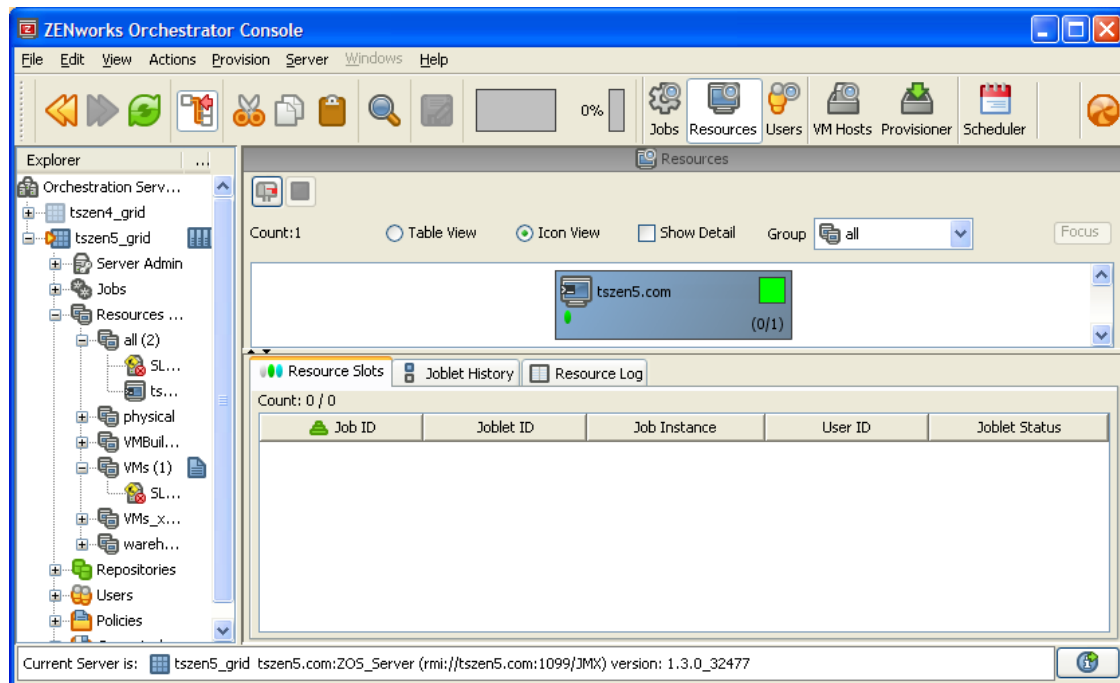 ZENworks Orchestrator Console
File Edit View Actions Provision Server Windows Help
0%
Jobs Resources Users VM Hosts Provisioner Scheduler
Explorer ...
Resources
Orchestration Serv...
tszen4_grid
tszen5_grid
Server Admin
Jobs
Resources ...
all (2)
SL...
ts...
physical
VMBuil...
VMs (1)
SL...
VMs_x...
wareh...
Repositories
Users
Policies
Count:1 Table View Icon View Show Detail Group all Focus
tszen5.com
(0/1)
Resource Slots Joblet History Resource Log
Count: 0 / 0
Job ID Joblet ID Job Instance User ID Joblet Status
Current Server is: tszen5_grid tszen5.com:ZOS_Server (rmi://tszen5.com:1099/JMX) version: 1.3.0_32477